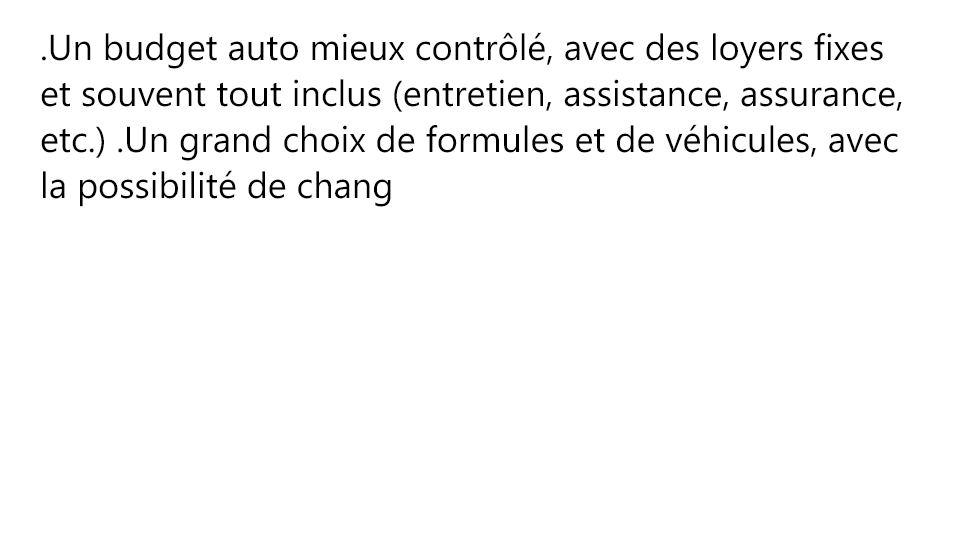 .Un budget auto mieux contrôlé, avec des loyers fixes
et souvent tout inclus (entretien, assistance, assurance,
etc.) .Un grand choix de formules et de véhicules, avec
la possibilité de chang